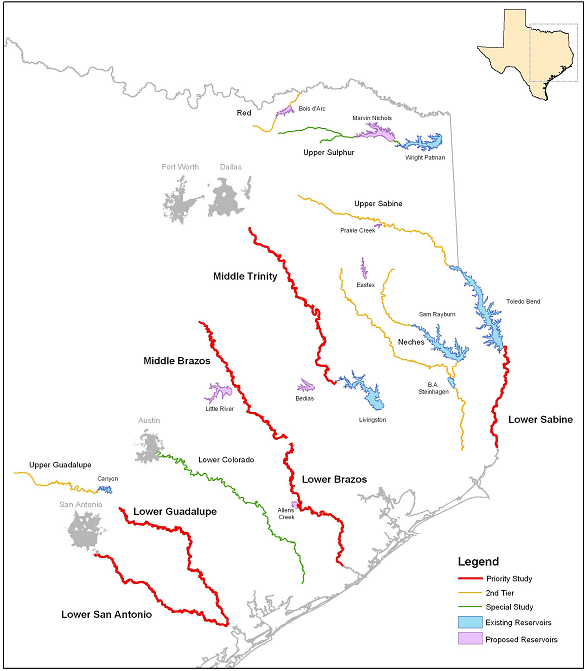 Red
Bois d'Arc
Marvin Nichols
Upper Sulphur
Wright Patman
Fort Worth
Dallas
Upper Sabine
Prairie Creek
Middle Trinity
Eastex
Toledo Bend
Sam Rayburn
Neches
Middle Brazos
B.A.
Steinhagen
Little River
Bedias
Livingston
Lower Sabine
Austin
Lower Colorado
Upper Guadalupe
Canyon
Lower Brazos
San Antonio
Lower Guadalupe
Allens
Creek
Lower San Antonio
Legend
Priority Study
2nd Tier
Special Study
Existing Reservoirs
Proposed Reservoirs